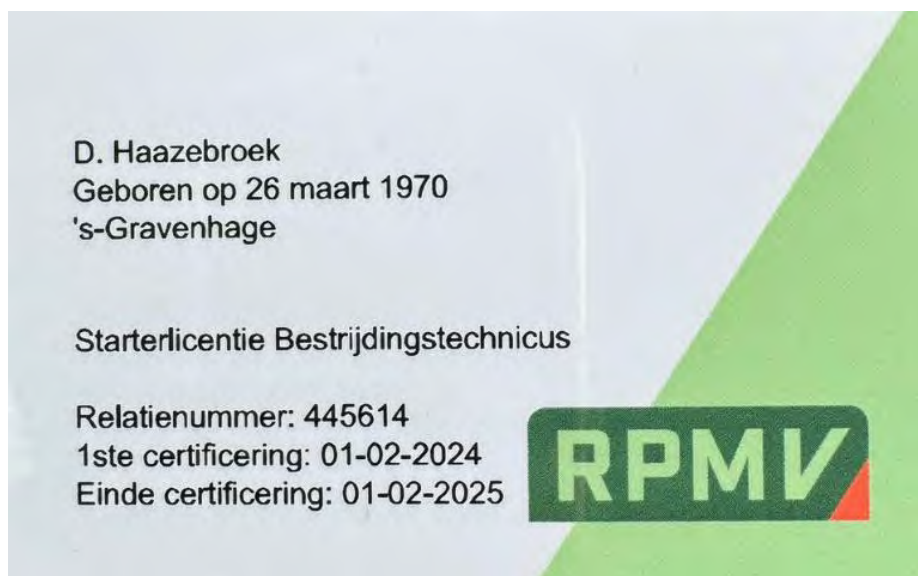 D. Haazebroek
Geboren op 26 maart 1970
's-Gravenhage
Starterlicentie Bestrijdingstechnicus
Relatienummer: 445614
1ste certificering: 01-02-2024
Einde certificering: 01-02-2025
RPMV